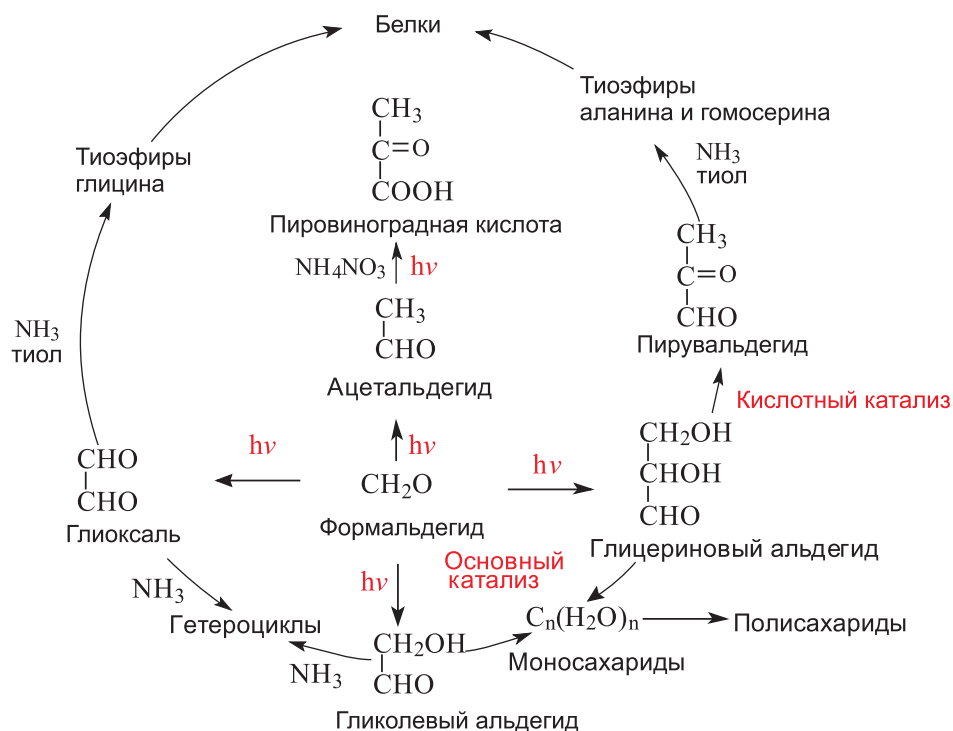 Белки
Тиоэфиры
аланина и гомосерина
CH3
C=O
COOH
Пировиноградная кислота
Тиоэфиры
глицина
NH3
тиол
CH3
C=O
CHO
Пирувальдегид
NH4NO3
hν
CH3
CHO
Ацетальдегид
NH3
тиол
Кислотный катализ
hν
hν
hν
CHO
CHO
Глиоксаль
CH2O
Формальдегид
CH2OH
CHOH
CHO
Глицериновый альдегид
Основный
катализ
hν
NH3
Гетероциклы
NH3
CH2OH
CHO
Гликолевый альдегид
Cn(H2O)n
Моносахариды
Полисахариды